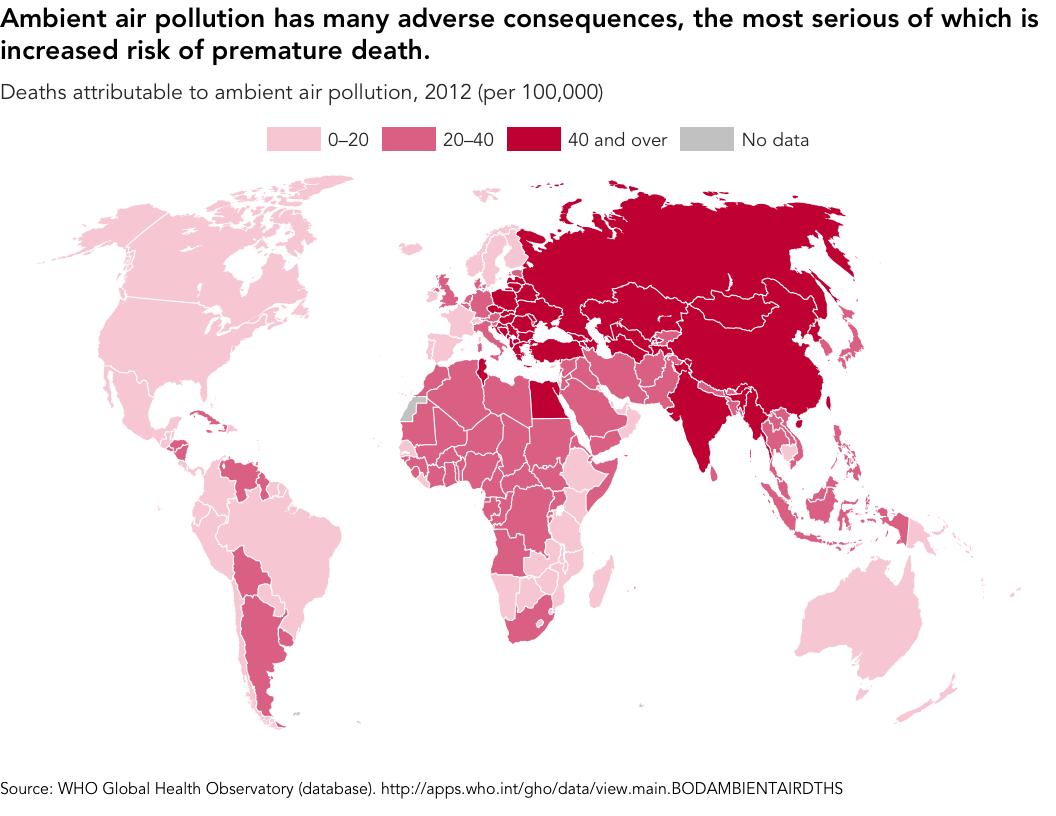 Ambient air pollution has many adverse consequences, the most serious of which is
increased risk of premature death.
Deaths attributable to ambient air pollution, 2012 (per 100,000)
0–20 20–40 40 and over No data
Source: WHO Global Health Observatory (database). http://apps.who.int/gho/data/view.main.BODAMBIENTAIRDTHS